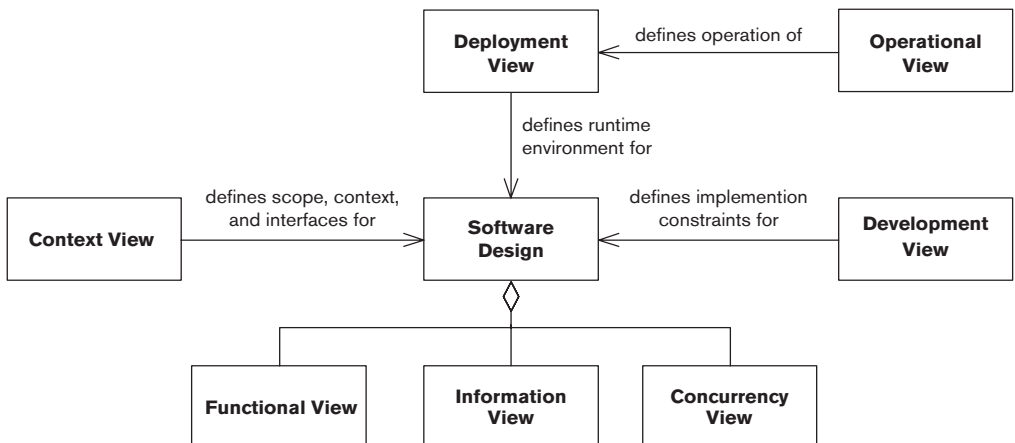 Deployment
View
defines operation of
Operational
View
defines runtime
environment for
Context View
defines scope, context,
and interfaces for
Software
Design
defines implemention
constraints for
Development
View
Functional View
Information
View
Concurrency
View